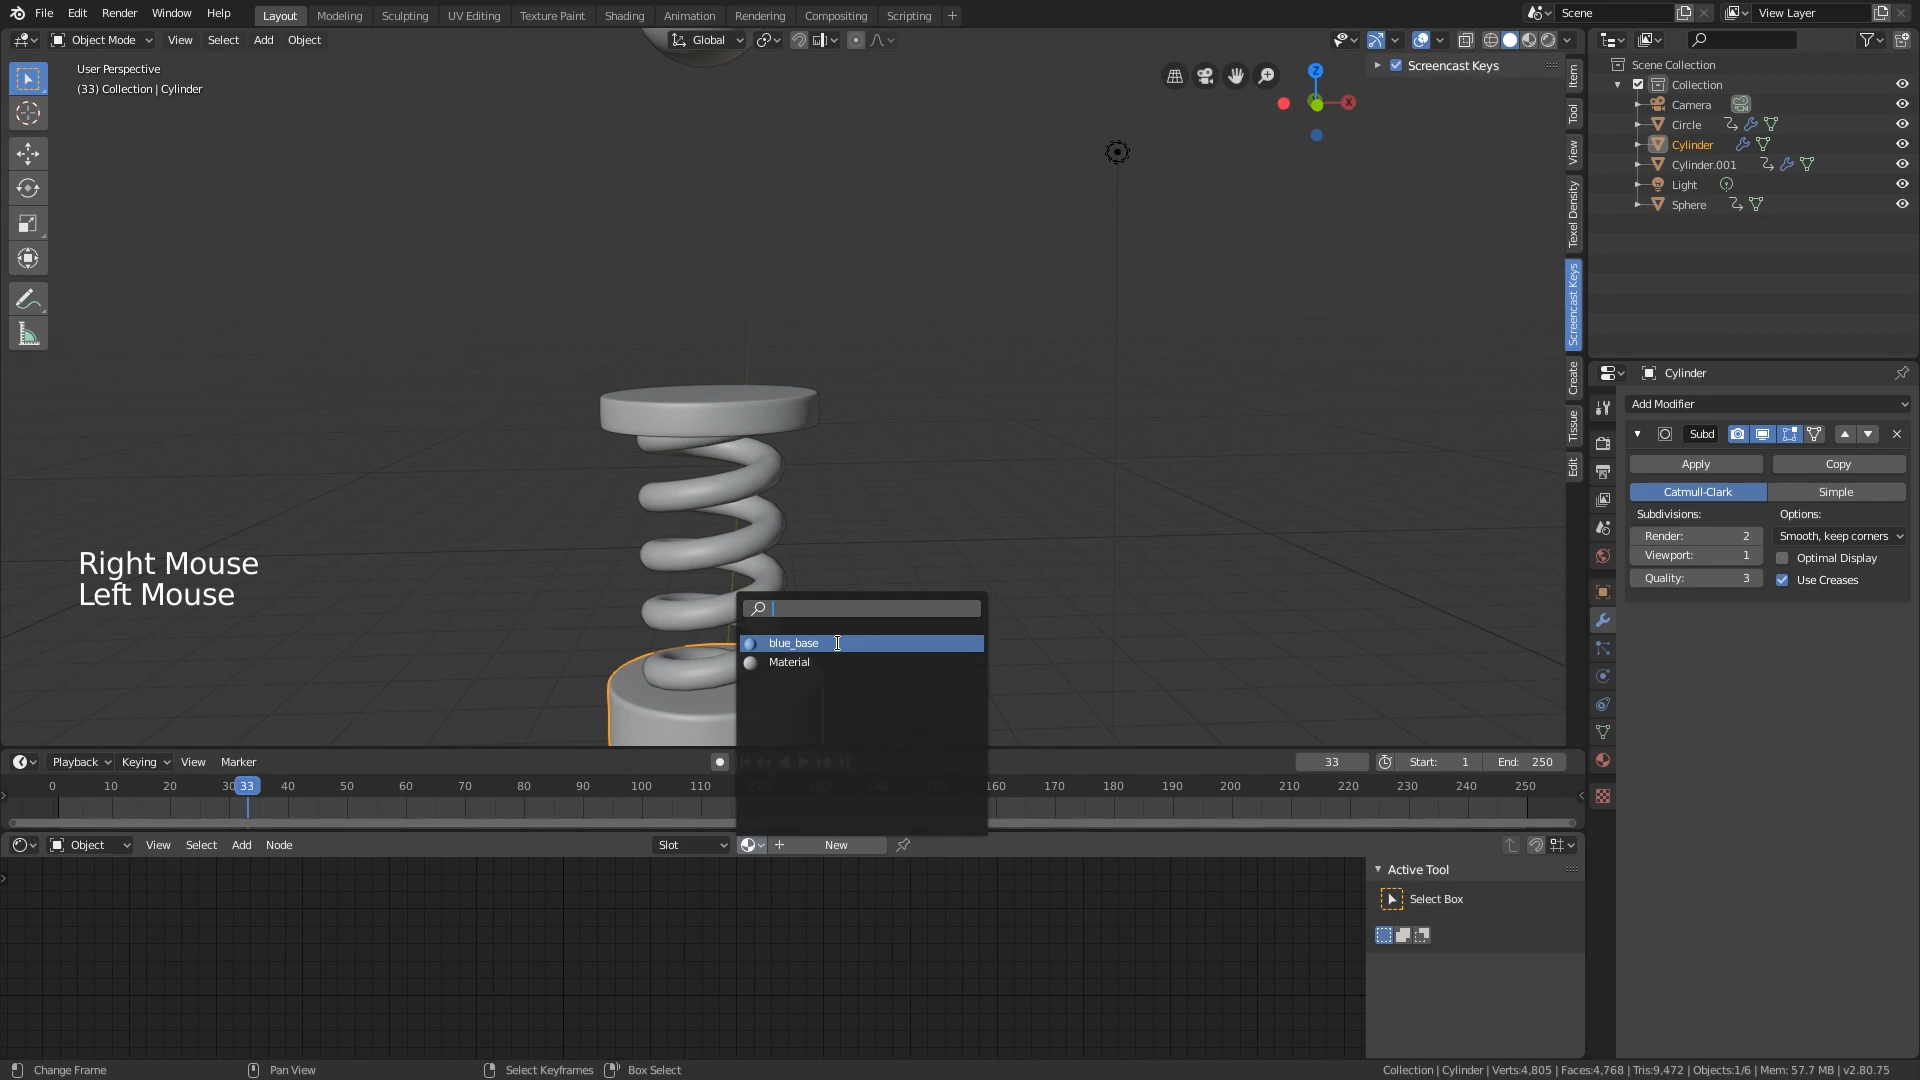 File Edit Render Window Help Layout Modeling Sculpting UV Editing Texture Paint Shading Animation Rendering Compositing Scripting + Scene View Layer
Object Mode View Select Add Object Global
User Perspective
(33) Collection | Cylinder
Screencast Keys
Z
X
Item
Tool
View
Texel Density
Screencast Keys
Create
Tissue
Edit
Scene Collection
Collection
Camera
Circle
Cylinder
Cylinder.001
Light
Sphere
Cylinder
Add Modifier
Subd
Apply Copy
Catmull-Clark Simple
Subdivisions: Options:
Render: 2 Smooth, keep corners
Viewport: 1 Optimal Display
Quality: 3 Use Creases
Right Mouse
Left Mouse
blue_base
Material
Playback Keying View Marker 33 Start: 1 End: 250
0 10 20 30 33 40 50 60 70 80 90 100 110 120 130 140 150 160 170 180 190 200 210 220 230 240 250
Object View Select Add Node Slot New
Active Tool
Select Box
Change Frame Pan View Select Keyframes Box Select Collection | Cylinder | Verts:4,805 | Faces:4,768 | Tris:9,472 | Objects:1/6 | Mem: 57.7 MB | v2.80.75